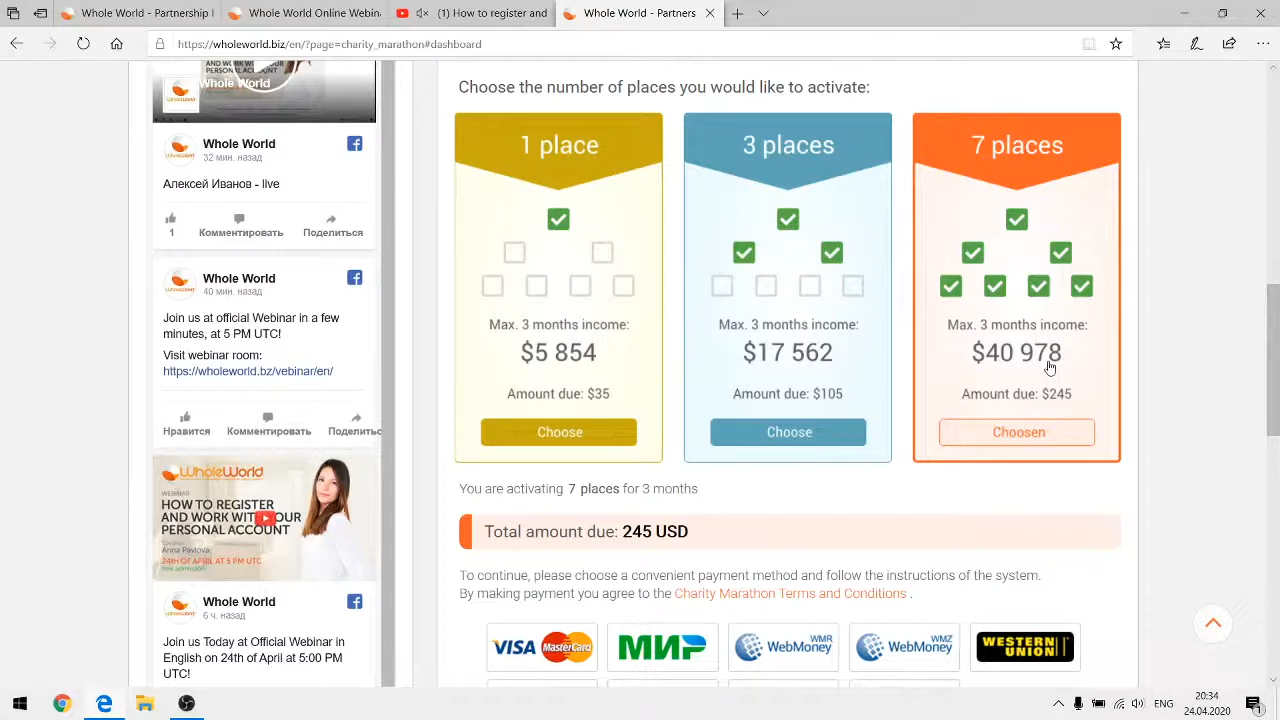 Whole World
Whole World - Partners
(1) to register and
Whole World - Partners
https://wholeworld.biz/en/?page=charity_marathon#dashboard
PERSONAL ACCOUNT
Whole World
Whole World
32 мин. назад
Алексей Иванов - live
1
Комментировать
Поделиться
Whole World
40 мин. назад
Join us at official Webinar in a few
minutes, at 5 PM UTC!
Visit webinar room:
https://wholeworld.bz/vebinar/en/
Нравится
Комментировать
Поделитьс
WHOLEWORLD
WEBINAR
HOW TO REGISTER
AND WORK WITH YOUR
PERSONAL ACCOUNT
Anna Pavlova
24TH OF APRIL AT 5 PM UTC
free admission
Whole World
6 ч. назад
Join us Today at Official Webinar in
English on 24th of April at 5:00 PM
UTC!
Choose the number of places you would like to activate:
1 place
Max. 3 months income:
$5 854
Amount due: $35
Choose
3 places
Max. 3 months income:
$17 562
Amount due: $105
Choose
7 places
Max. 3 months income:
$40 978
Amount due: $245
Choosen
You are activating 7 places for 3 months
Total amount due: 245 USD
To continue, please choose a convenient payment method and follow the instructions of the system.
By making payment you agree to the Charity Marathon Terms and Conditions .
VISA MasterCard
МИР
WebMoney WMR
WebMoney WMZ
WESTERN UNION
ENG
20:34
24.04.2020